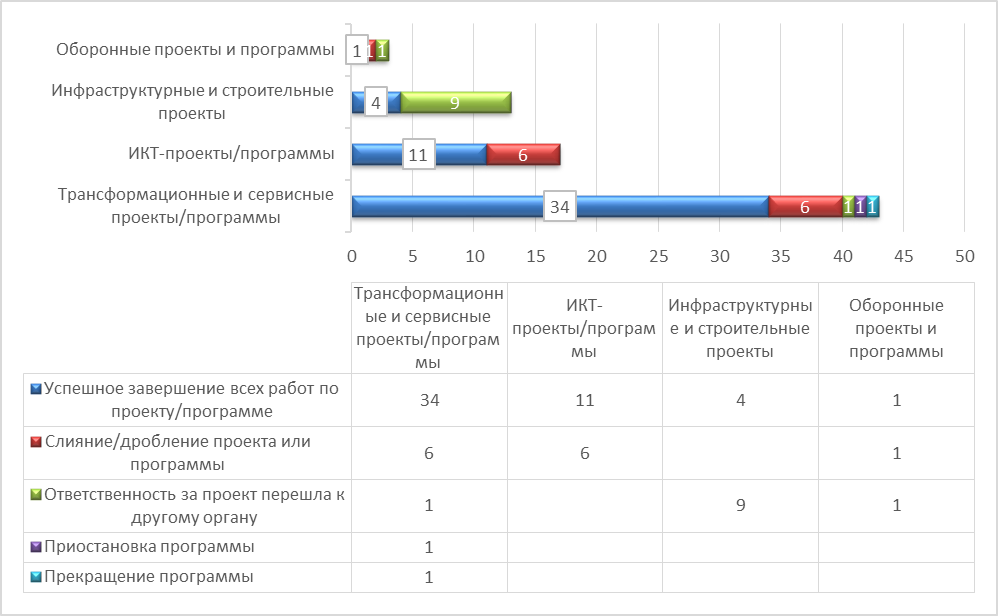 Оборонные проекты и программы
1
1
1
Инфраструктурные и строительные
проекты
4
9
ИКТ-проекты/программы
11
6
Трансформационные и сервисные
проекты/программы
34
6
1
1
1
0 5 10 15 20 25 30 35 40 45 50
Трансформационн
ые и сервисные
проекты/програм
мы
ИКТ-
проекты/програм
мы
Инфраструктурны
е и строительные
проекты
Оборонные
проекты и
программы
Успешное завершение всех работ по
проекту/программе
34 11 4 1
Слияние/дробление проекта или
программы
6 6 1
Ответственность за проект перешла к
другому органу
1 9 1
Приостановка программы
1
Прекращение программы
1